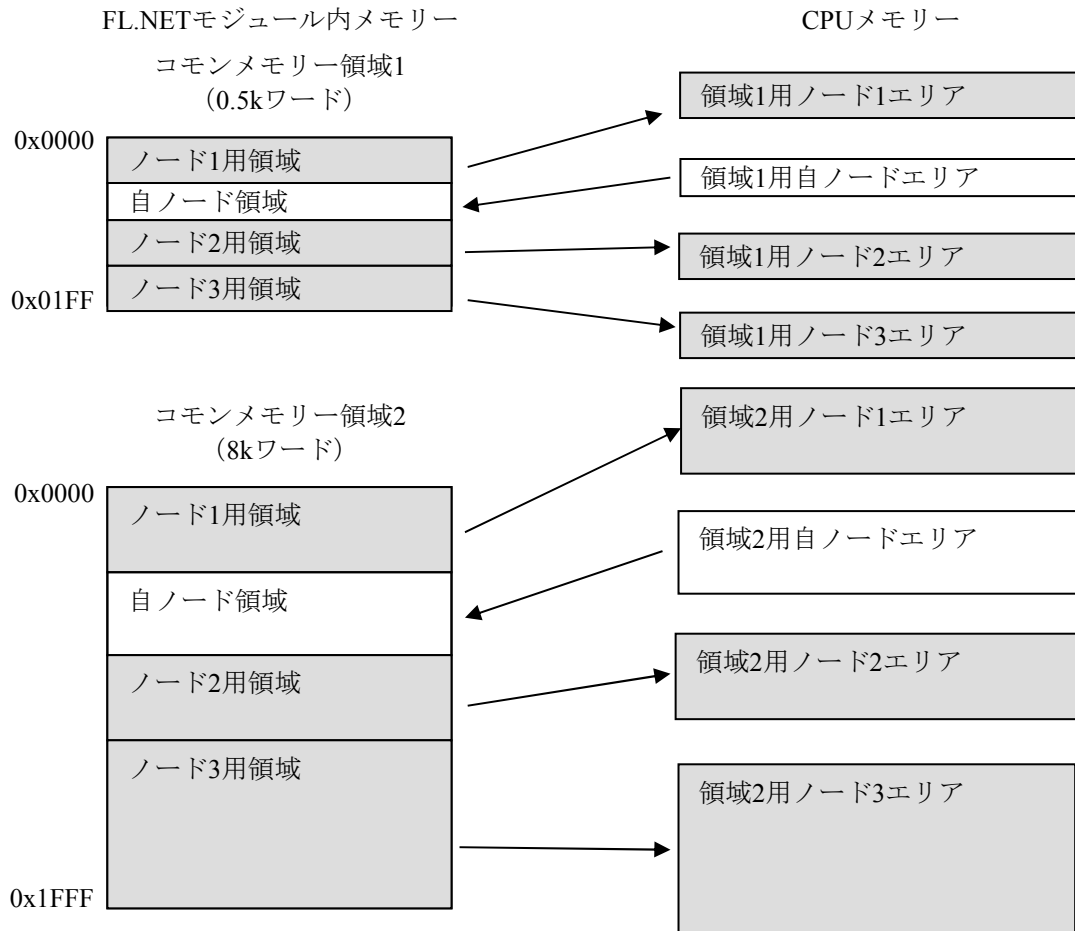 FL.NETモジュール内メモリー
CPUメモリー
コモンメモリー領域1
（0.5kワード）
0x0000
ノード1用領域
自ノード領域
ノード2用領域
ノード3用領域
0x01FF
領域1用ノード1エリア
領域1用自ノードエリア
領域1用ノード2エリア
領域1用ノード3エリア
コモンメモリー領域2
（8kワード）
0x0000
ノード1用領域
自ノード領域
ノード2用領域
ノード3用領域
0x1FFF
領域2用ノード1エリア
領域2用自ノードエリア
領域2用ノード2エリア
領域2用ノード3エリア